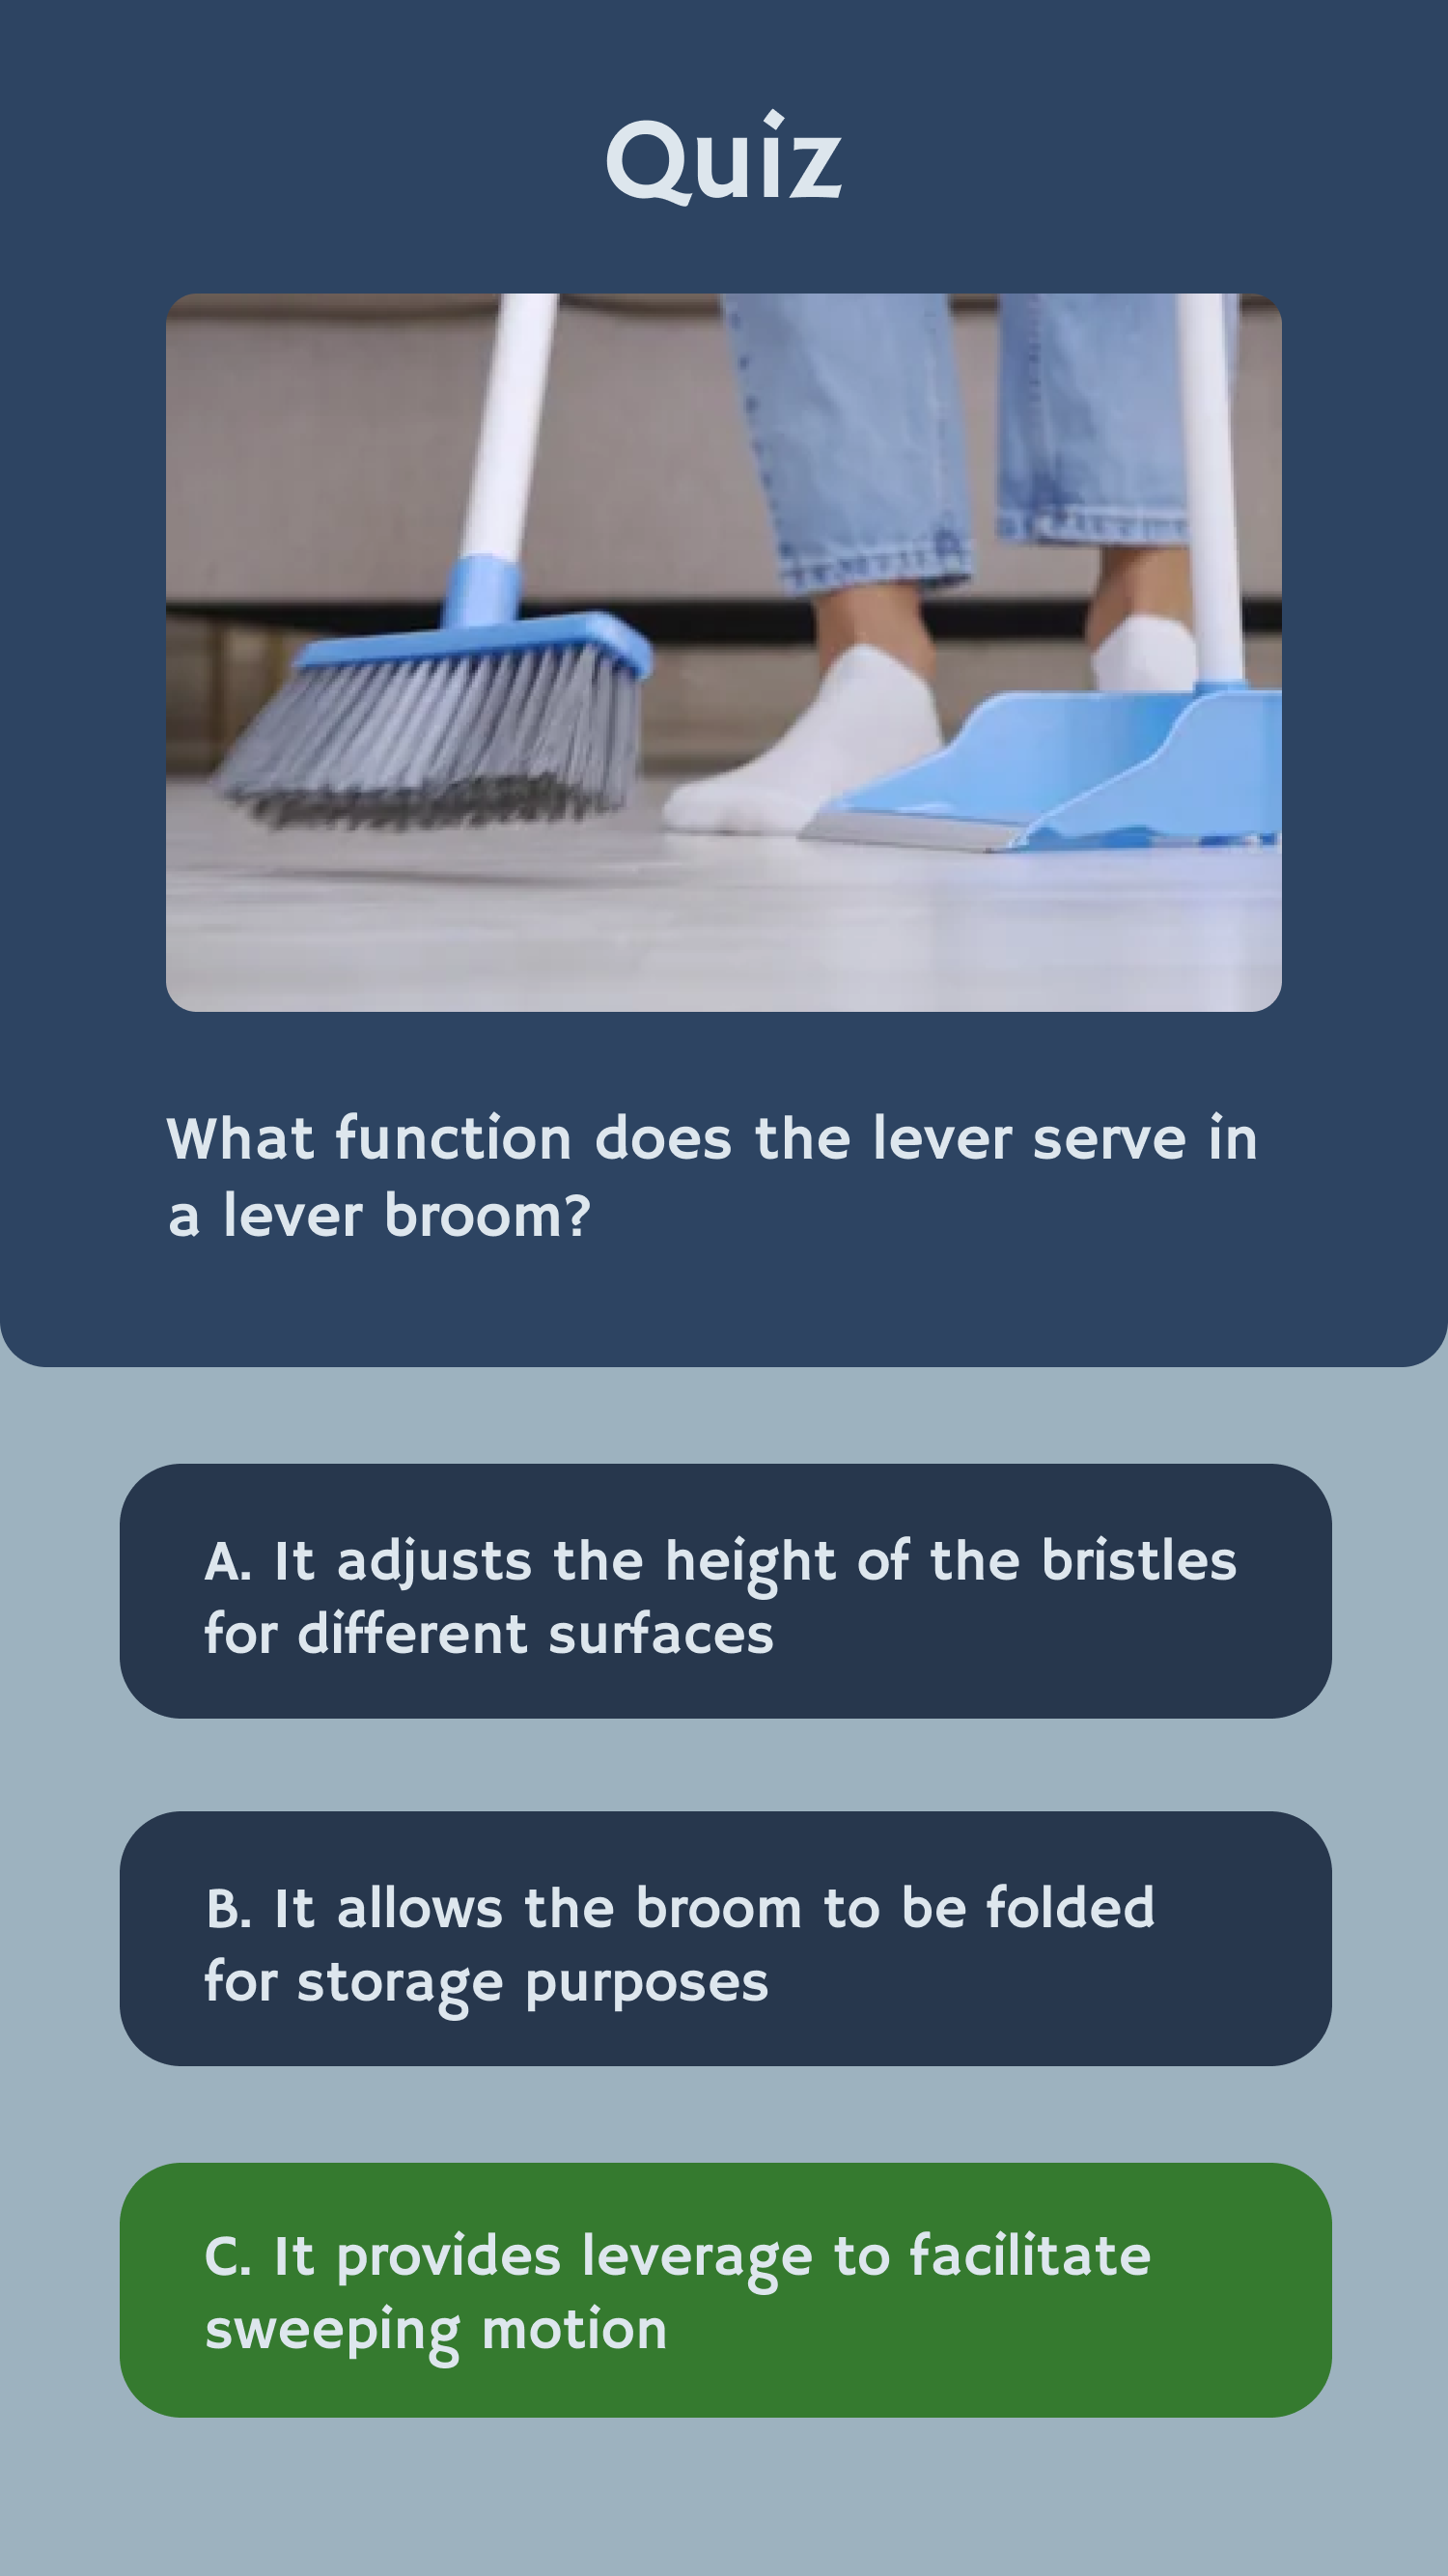 Quiz
What function does the lever serve in
a lever broom?
A. It adjusts the height of the bristles
for different surfaces
B. It allows the broom to be folded
for storage purposes
C. It provides leverage to facilitate
sweeping motion